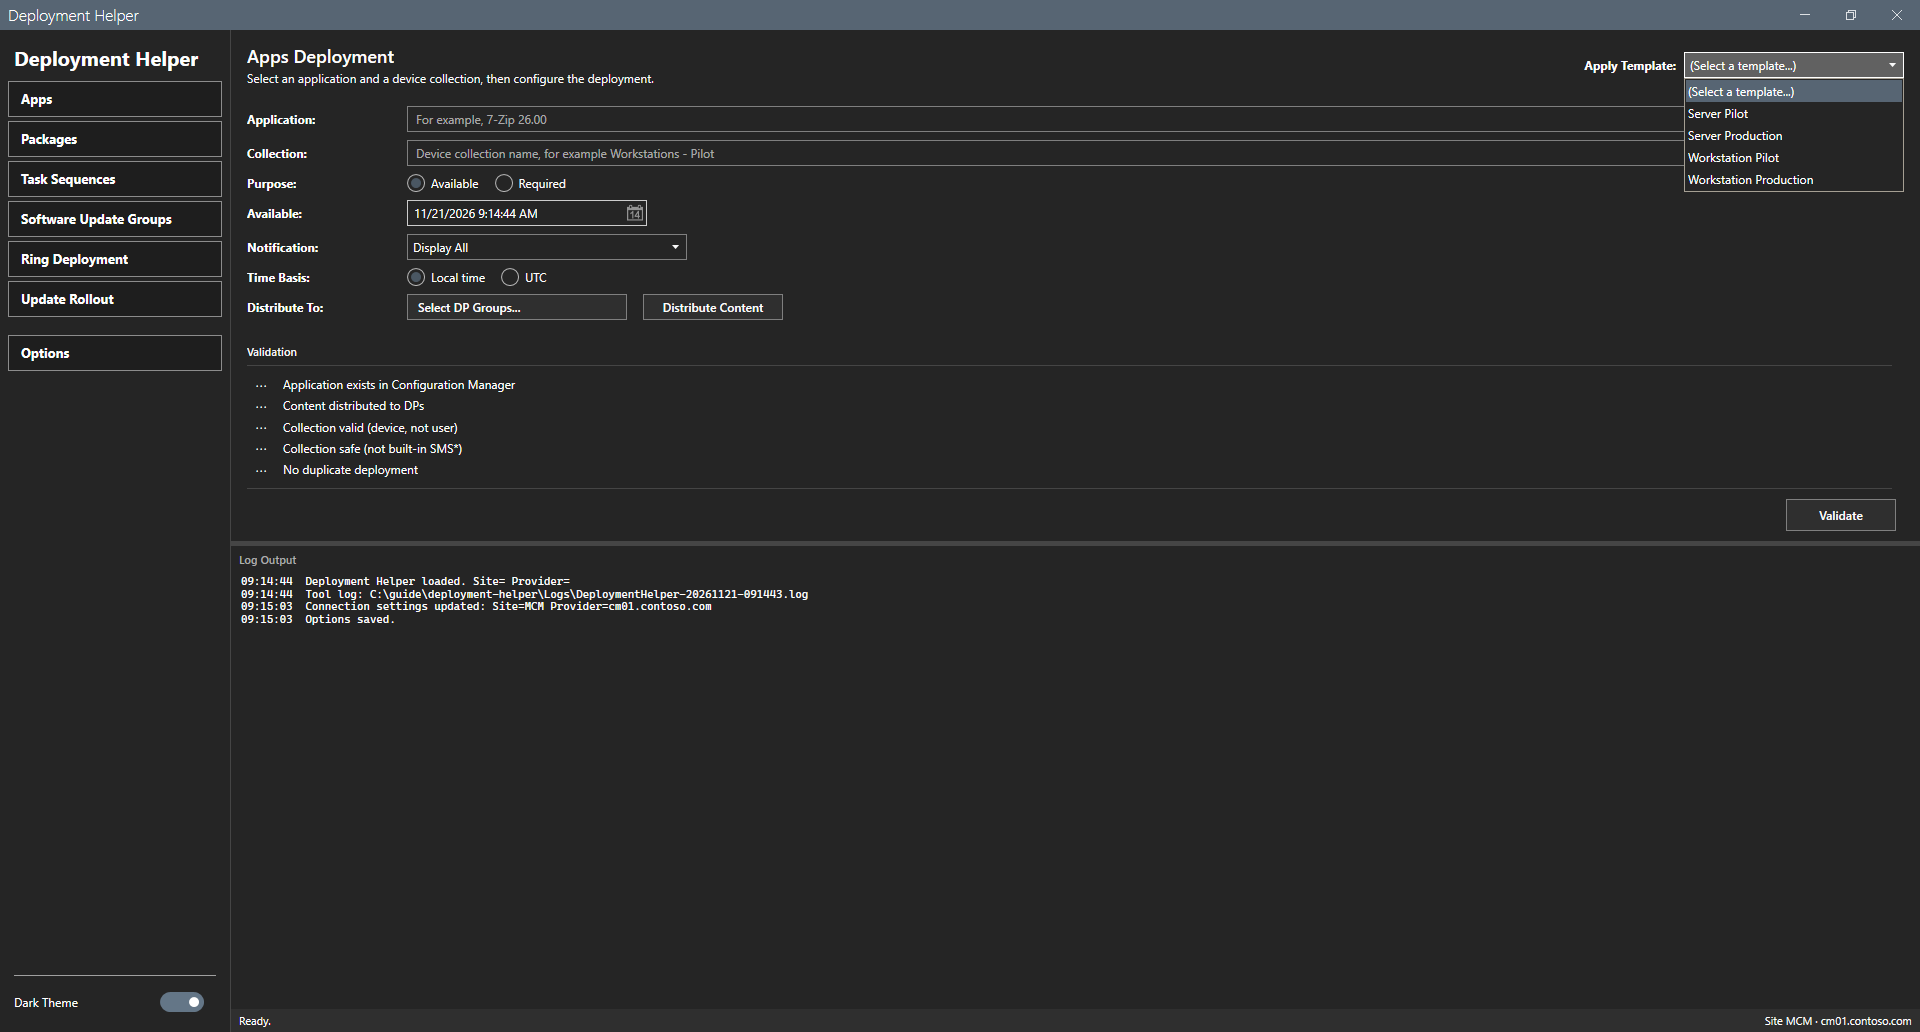 Deployment Helper
Deployment Helper
Apps
Packages
Task Sequences
Software Update Groups
Ring Deployment
Update Rollout
Options
Dark Theme
Apps Deployment
Select an application and a device collection, then configure the deployment.
Apply Template: (Select a template...)
(Select a template...)
Server Pilot
Server Production
Workstation Pilot
Workstation Production
Application: For example, 7-Zip 26.00
Collection: Device collection name, for example Workstations - Pilot
Purpose: Available Required
Available: 11/21/2026 9:14:44 AM 14
Notification: Display All
Time Basis: Local time UTC
Distribute To: Select DP Groups... Distribute Content
Validation
... Application exists in Configuration Manager
... Content distributed to DPs
... Collection valid (device, not user)
... Collection safe (not built-in SMS*)
... No duplicate deployment
Validate
Log Output
09:14:44 Deployment Helper loaded. Site= Provider=
09:14:44 Tool log: C:\guide\deployment-helper\Logs\DeploymentHelper-20261121-091443.log
09:15:03 Connection settings updated: Site=MCM Provider=cm01.contoso.com
09:15:03 Options saved.
Ready.
Site MCM · cm01.contoso.com